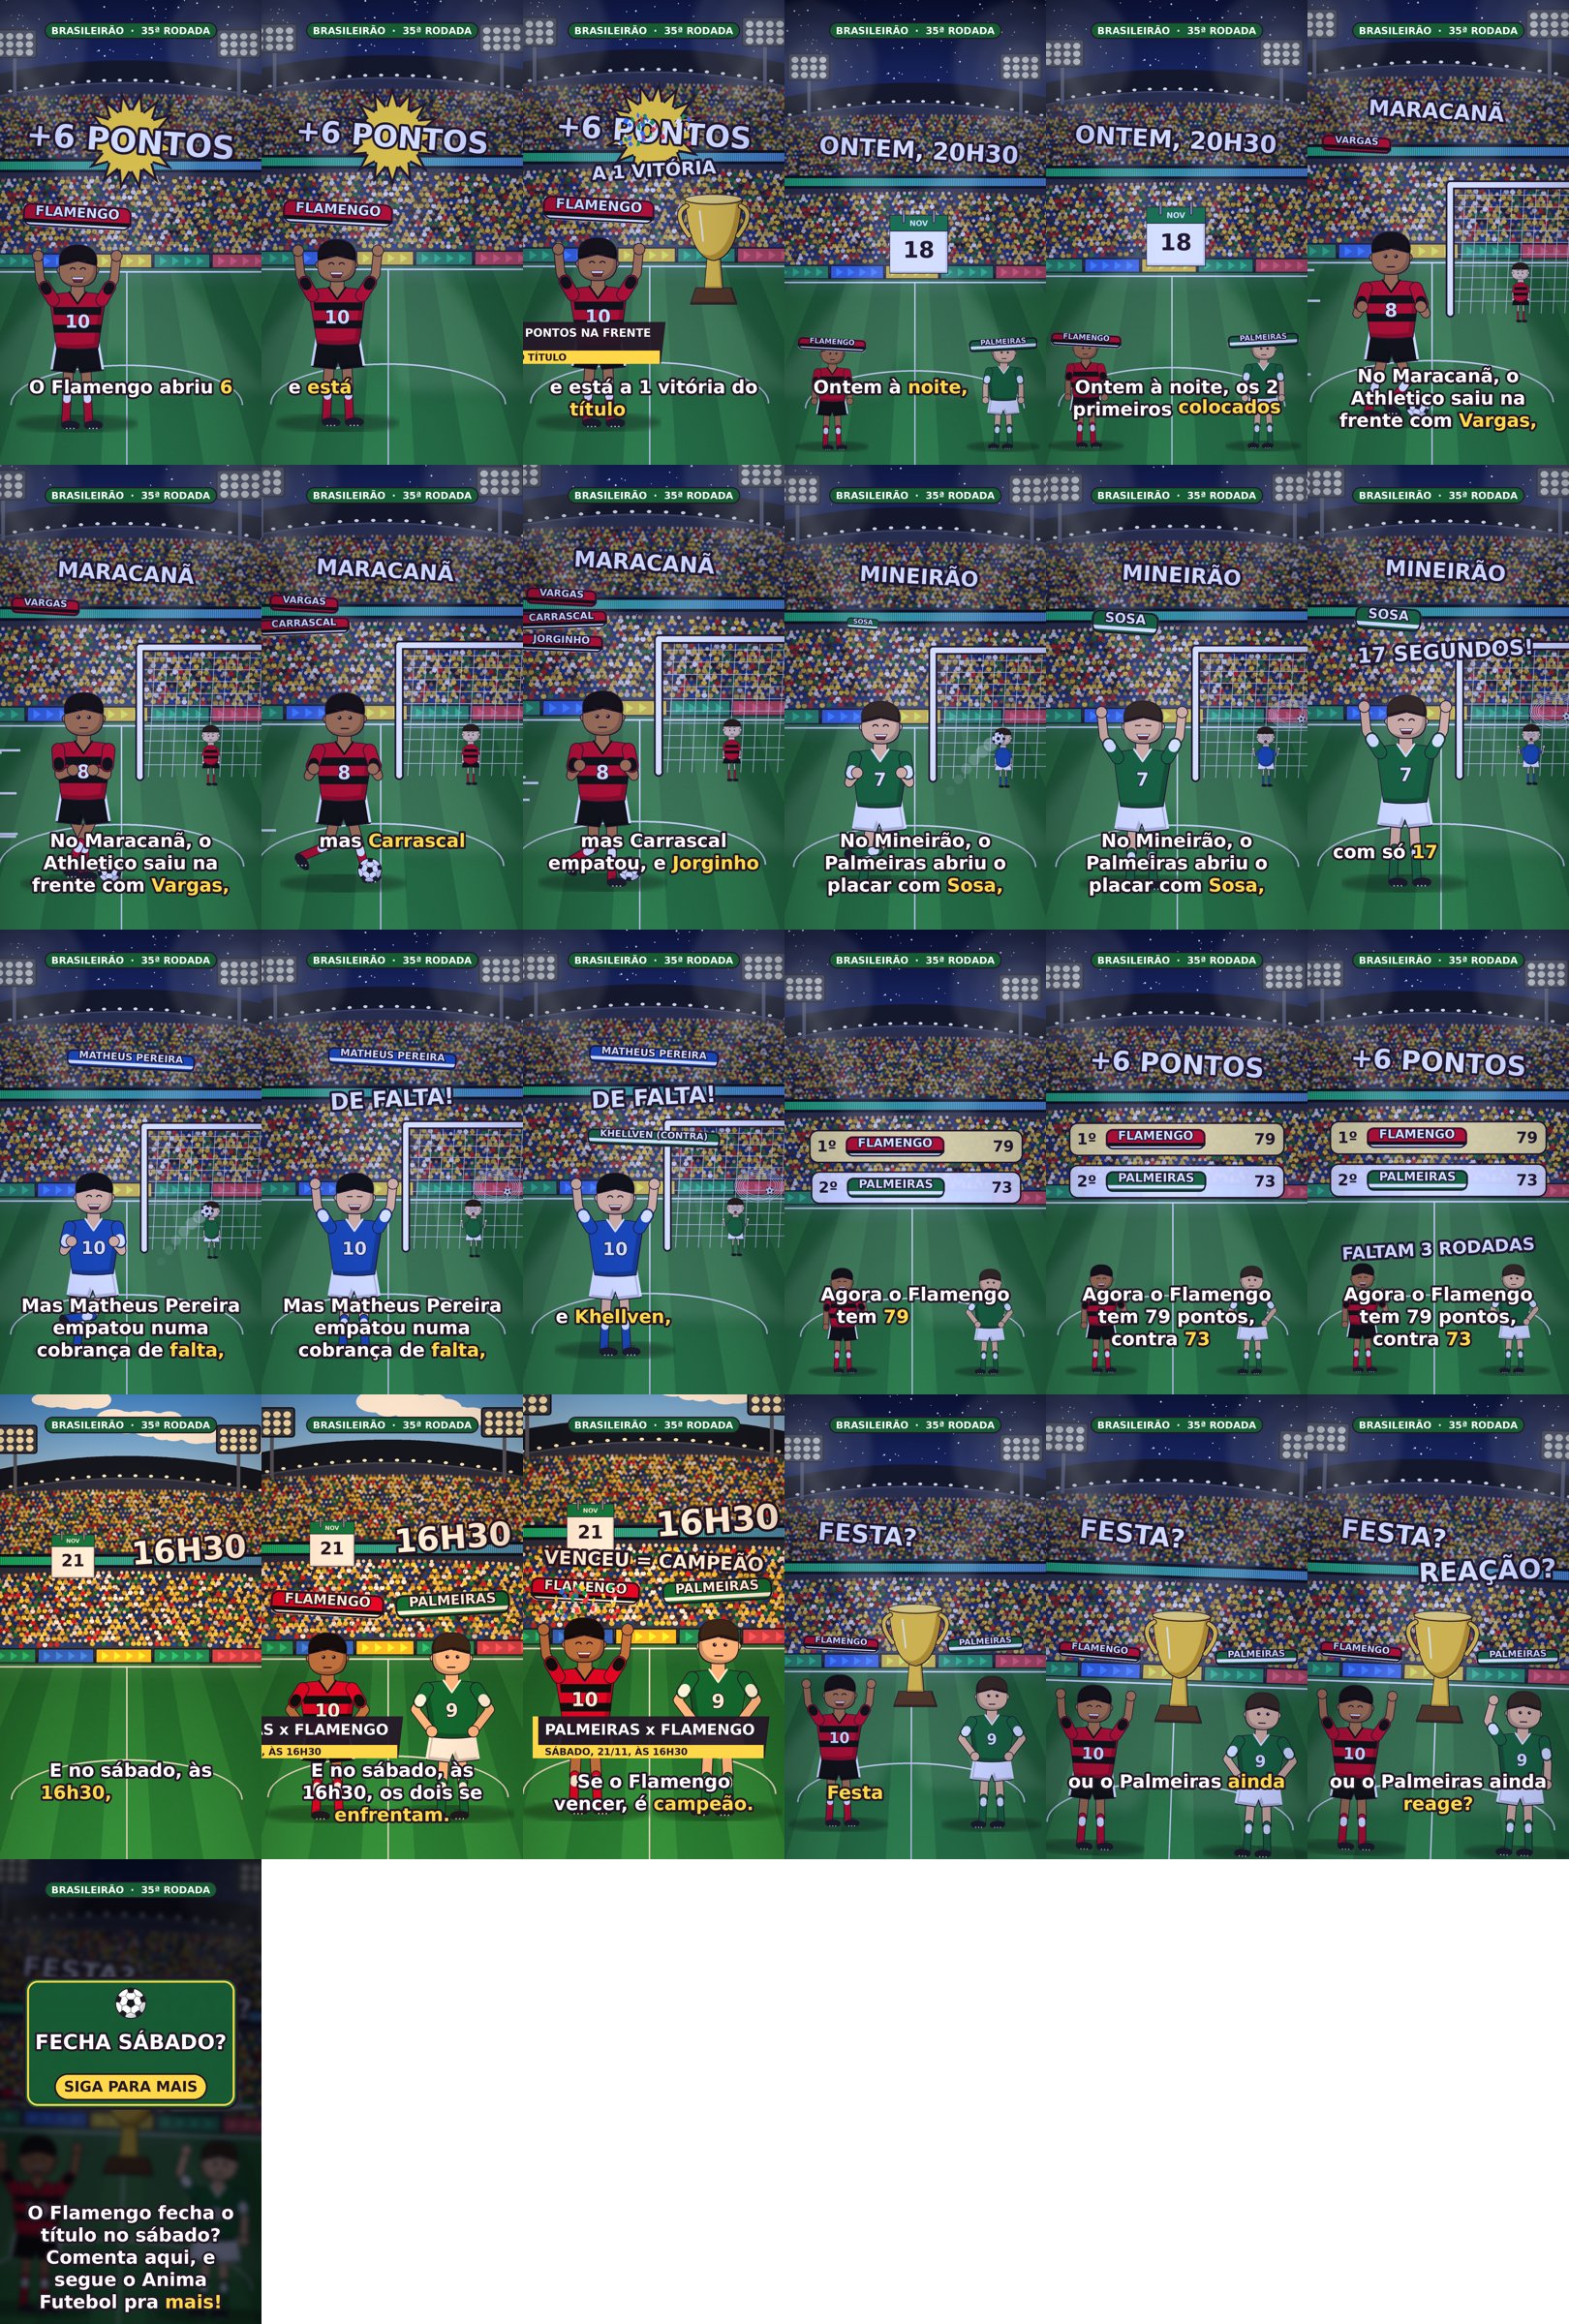 BRASILEIRÃO · 35ª RODADA
+6 PONTOS
FLAMENGO
10
O Flamengo abriu 6
BRASILEIRÃO · 35ª RODADA
+6 PONTOS
FLAMENGO
10
e está
BRASILEIRÃO · 35ª RODADA
+6 PONTOS
A 1 VITÓRIA
FLAMENGO
10
PONTOS NA FRENTE
TÍTULO
e está a 1 vitória do
título
BRASILEIRÃO · 35ª RODADA
ONTEM, 20H30
NOV
18
FLAMENGO
PALMEIRAS
Ontem à noite,
BRASILEIRÃO · 35ª RODADA
ONTEM, 20H30
NOV
18
FLAMENGO
PALMEIRAS
Ontem à noite, os 2
primeiros colocados
BRASILEIRÃO · 35ª RODADA
MARACANÃ
VARGAS
8
No Maracanã, o
Athletico saiu na
frente com Vargas,
BRASILEIRÃO · 35ª RODADA
MARACANÃ
VARGAS
8
No Maracanã, o
Athletico saiu na
frente com Vargas,
BRASILEIRÃO · 35ª RODADA
MARACANÃ
VARGAS
CARRASCAL
8
mas Carrascal
BRASILEIRÃO · 35ª RODADA
MARACANÃ
VARGAS
CARRASCAL
JORGINHO
8
mas Carrascal
empatou, e Jorginho
BRASILEIRÃO · 35ª RODADA
MINEIRÃO
SOSA
7
No Mineirão, o
Palmeiras abriu o
placar com Sosa,
BRASILEIRÃO · 35ª RODADA
MINEIRÃO
SOSA
7
No Mineirão, o
Palmeiras abriu o
placar com Sosa,
BRASILEIRÃO · 35ª RODADA
MINEIRÃO
SOSA
17 SEGUNDOS!
7
com só 17
BRASILEIRÃO · 35ª RODADA
MATHEUS PEREIRA
10
Mas Matheus Pereira
empatou numa
cobrança de falta,
BRASILEIRÃO · 35ª RODADA
MATHEUS PEREIRA
DE FALTA!
10
Mas Matheus Pereira
empatou numa
cobrança de falta,
BRASILEIRÃO · 35ª RODADA
MATHEUS PEREIRA
DE FALTA!
KHELLVEN (CONTRA)
10
e Khellven,
BRASILEIRÃO · 35ª RODADA
1º FLAMENGO 79
2º PALMEIRAS 73
Agora o Flamengo
tem 79
BRASILEIRÃO · 35ª RODADA
+6 PONTOS
1º FLAMENGO 79
2º PALMEIRAS 73
Agora o Flamengo
tem 79 pontos,
contra 73
BRASILEIRÃO · 35ª RODADA
+6 PONTOS
1º FLAMENGO 79
2º PALMEIRAS 73
FALTAM 3 RODADAS
Agora o Flamengo
tem 79 pontos,
contra 73
BRASILEIRÃO · 35ª RODADA
NOV
21
16H30
E no sábado, às
16h30,
BRASILEIRÃO · 35ª RODADA
NOV
21
16H30
FLAMENGO
PALMEIRAS
10
9
S x FLAMENGO
, ÀS 16H30
E no sábado, às
16h30, os dois se
enfrentam.
BRASILEIRÃO · 35ª RODADA
NOV
21
16H30
VENCEU = CAMPEÃO
FLAMENGO
PALMEIRAS
10
9
PALMEIRAS x FLAMENGO
SÁBADO, 21/11, ÀS 16H30
Se o Flamengo
vencer, é campeão.
BRASILEIRÃO · 35ª RODADA
FESTA?
FLAMENGO
PALMEIRAS
10
9
Festa
BRASILEIRÃO · 35ª RODADA
FESTA?
FLAMENGO
PALMEIRAS
10
9
ou o Palmeiras ainda
BRASILEIRÃO · 35ª RODADA
FESTA?
REAÇÃO?
FLAMENGO
PALMEIRAS
10
9
ou o Palmeiras ainda
reage?
BRASILEIRÃO · 35ª RODADA
FESTA?
?
FECHA SÁBADO?
SIGA PARA MAIS
O Flamengo fecha o
título no sábado?
Comenta aqui, e
segue o Anima
Futebol pra mais!